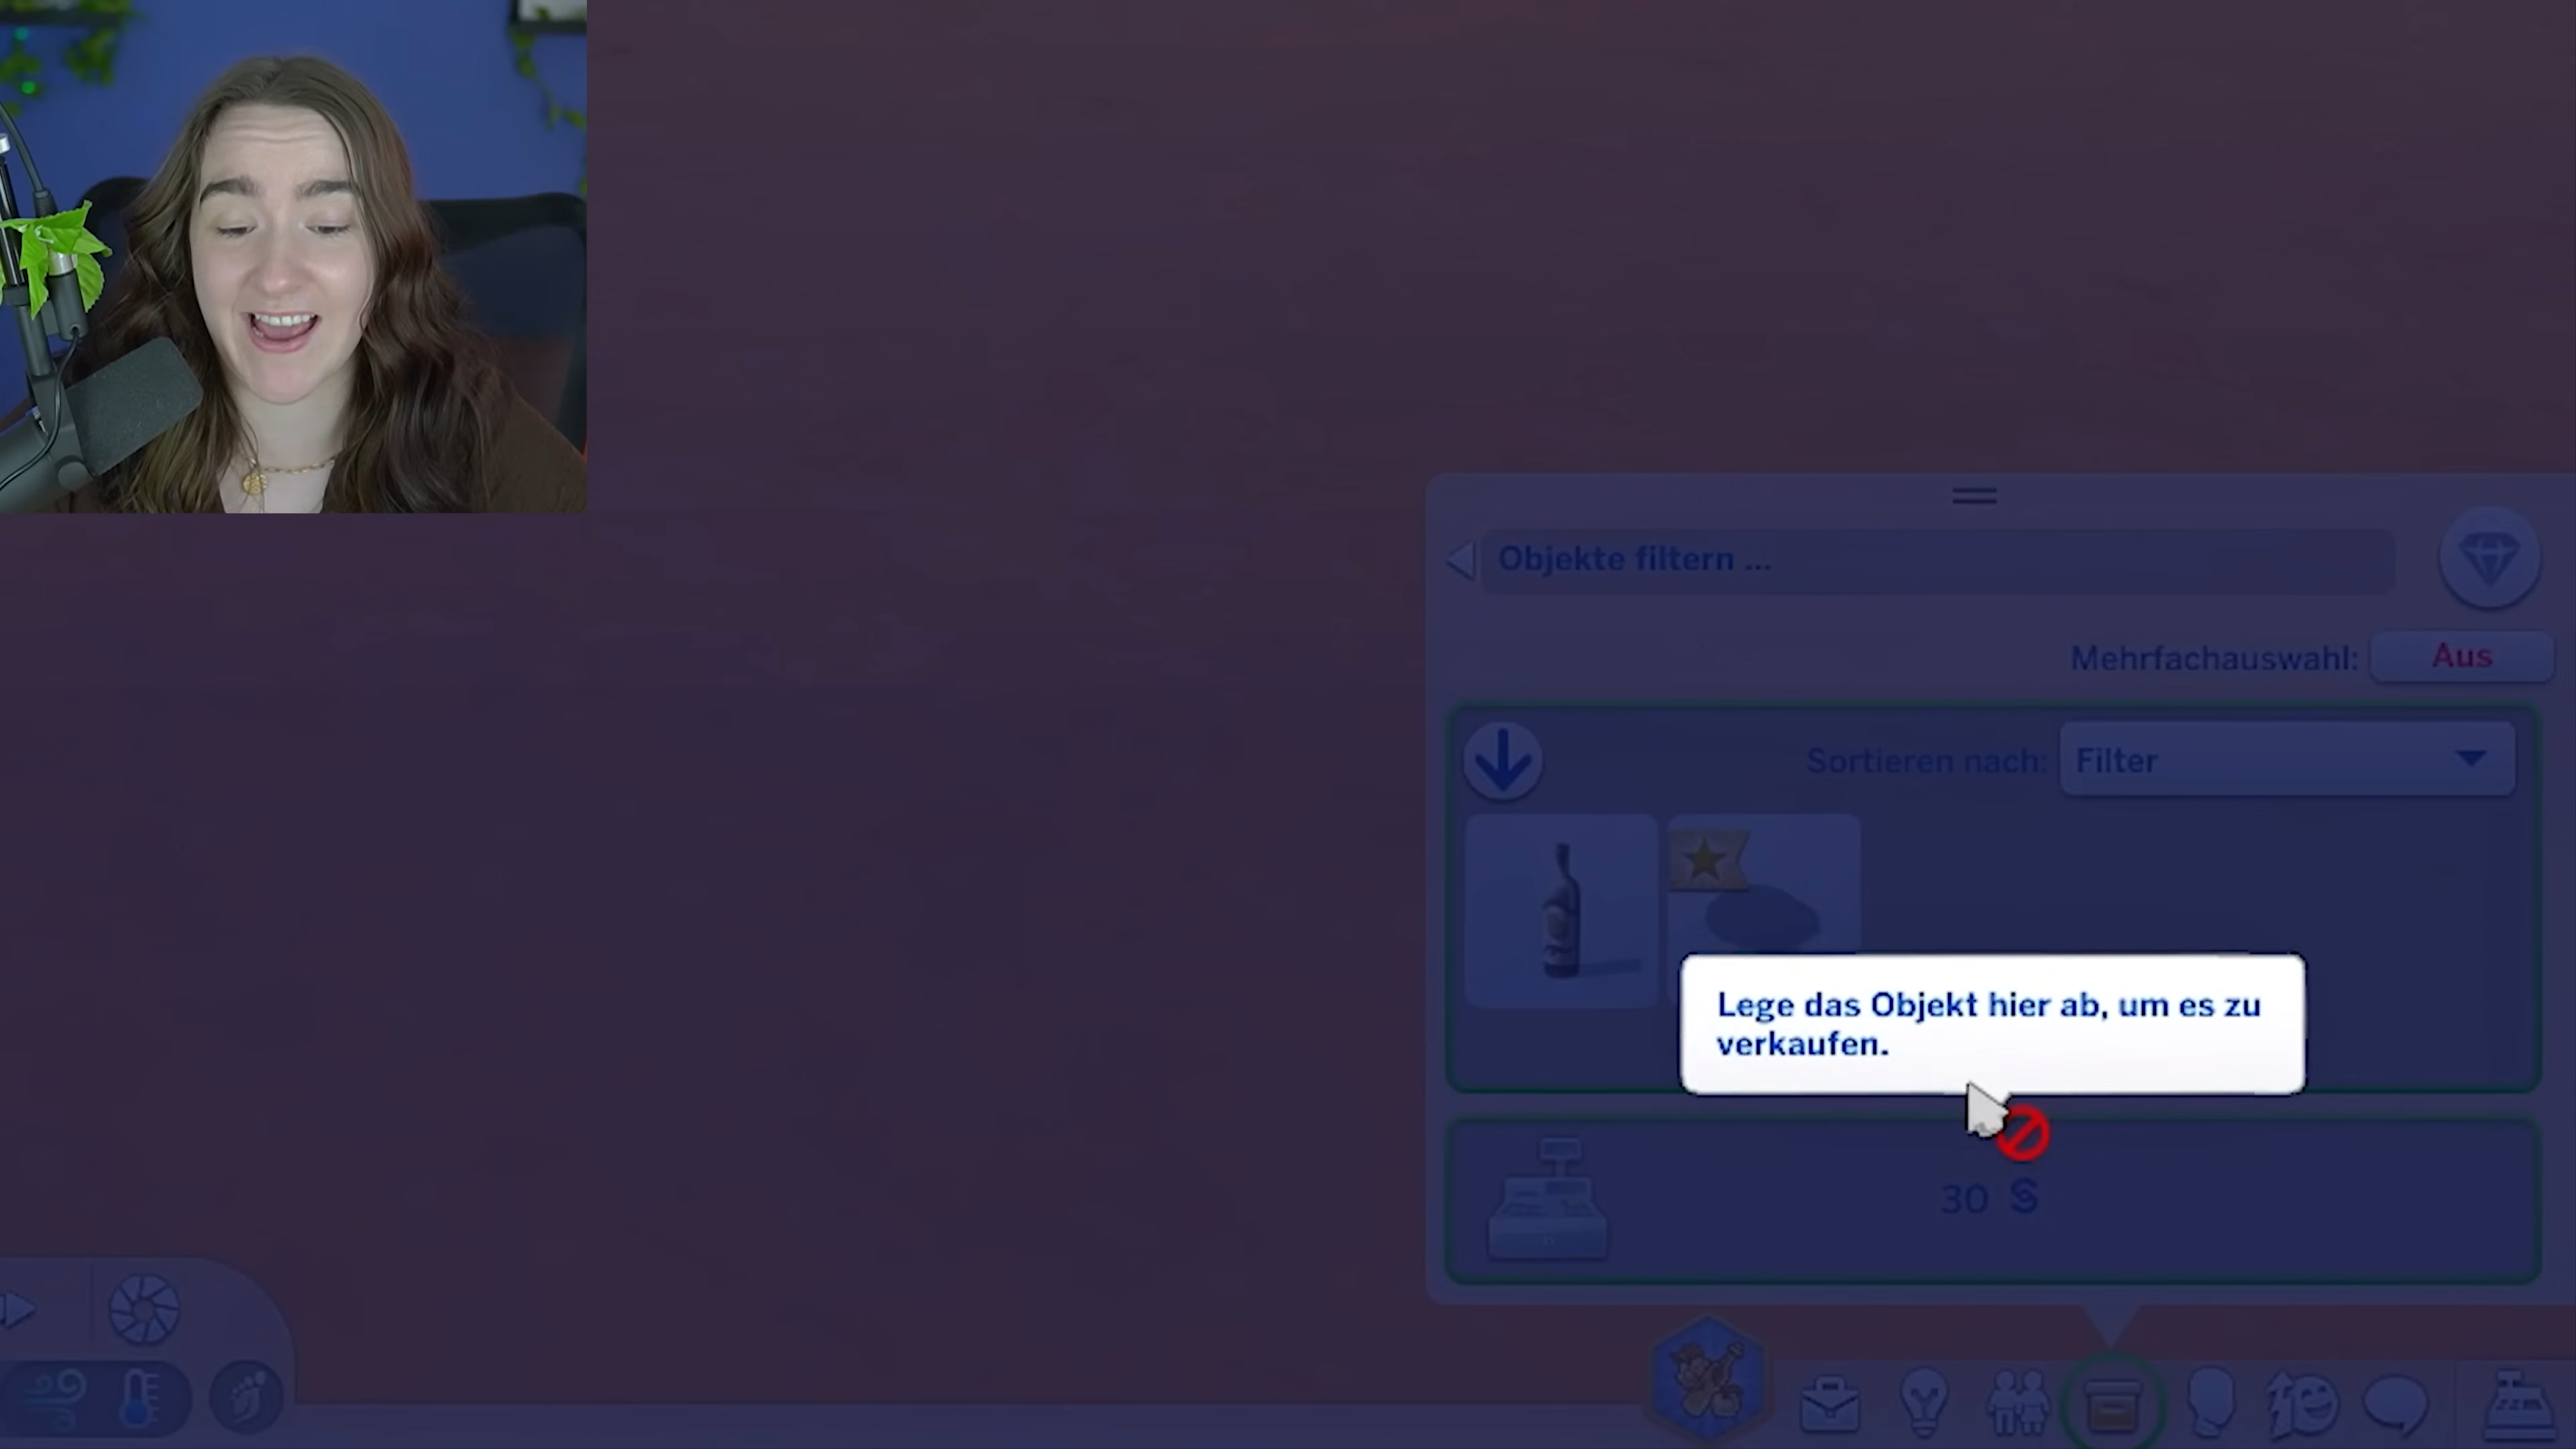 Objekte filtern ...
Mehrfachauswahl: Aus
Sortieren nach: Filter
Lege das Objekt hier ab, um es zu
verkaufen.
30